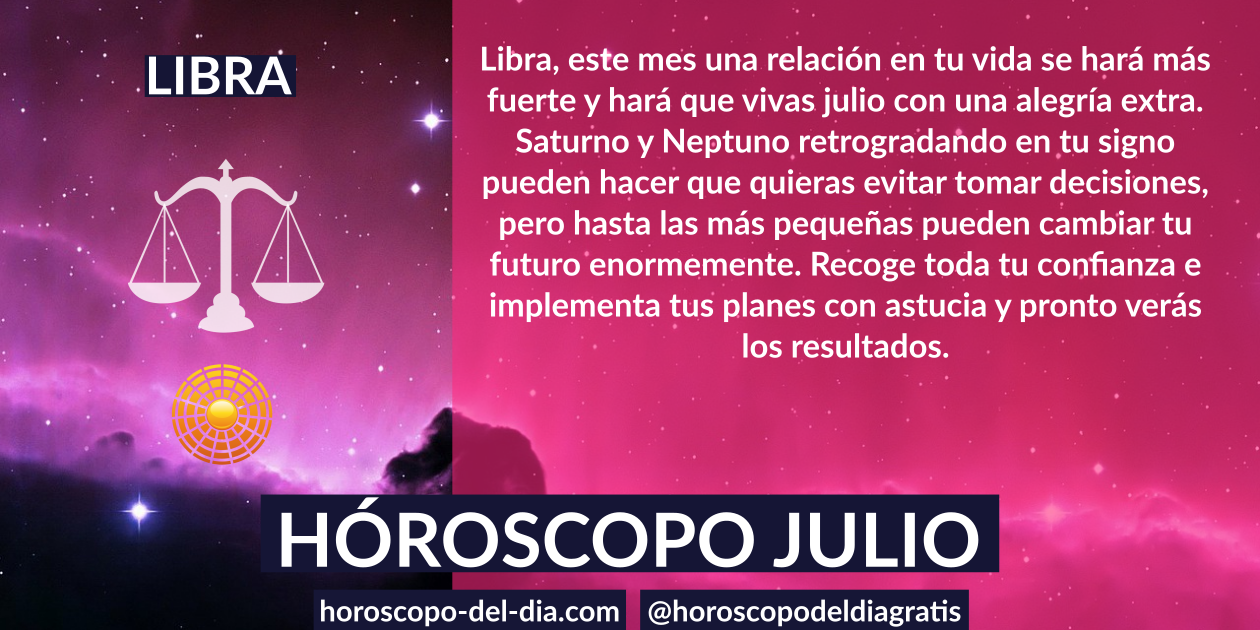 LIBRA
Libra, este mes una relación en tu vida se hará más
fuerte y hará que vivas julio con una alegría extra.
Saturno y Neptuno retrogradando en tu signo
pueden hacer que quieras evitar tomar decisiones,
pero hasta las más pequeñas pueden cambiar tu
futuro enormemente. Recoge toda tu confianza e
implementa tus planes con astucia y pronto verás
los resultados.
HÓROSCOPO JULIO
horoscopo-del-dia.com
@horoscopodeldiagratis